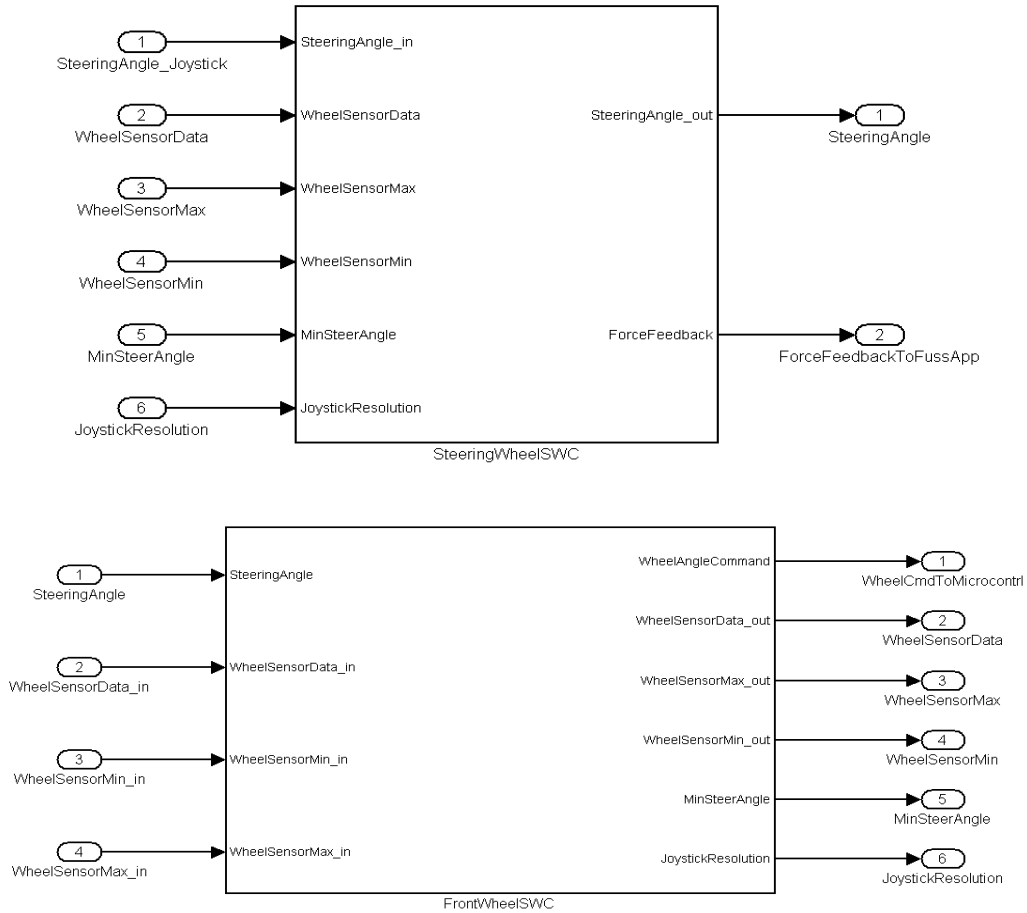 1 SteeringAngle_in
SteeringAngle_Joystick
2 WheelSensorData SteeringAngle_out 1
WheelSensorData SteeringAngle
3 WheelSensorMax
WheelSensorMax
4 WheelSensorMin
WheelSensorMin
5 MinSteerAngle ForceFeedback 2
MinSteerAngle ForceFeedbackToFussApp
6 JoystickResolution
JoystickResolution
SteeringWheelSWC
WheelAngleCommand 1
1 SteeringAngle WheelCmdToMicrocontrl
SteeringAngle
WheelSensorData_out 2
WheelSensorData
2 WheelSensorData_in
WheelSensorData_in WheelSensorMax_out 3
WheelSensorMax
WheelSensorMin_out 4
3 WheelSensorMin_in WheelSensorMin
WheelSensorMin_in
MinSteerAngle 5
MinSteerAngle
4 WheelSensorMax_in JoystickResolution 6
WheelSensorMax_in JoystickResolution
FrontWheelSWC